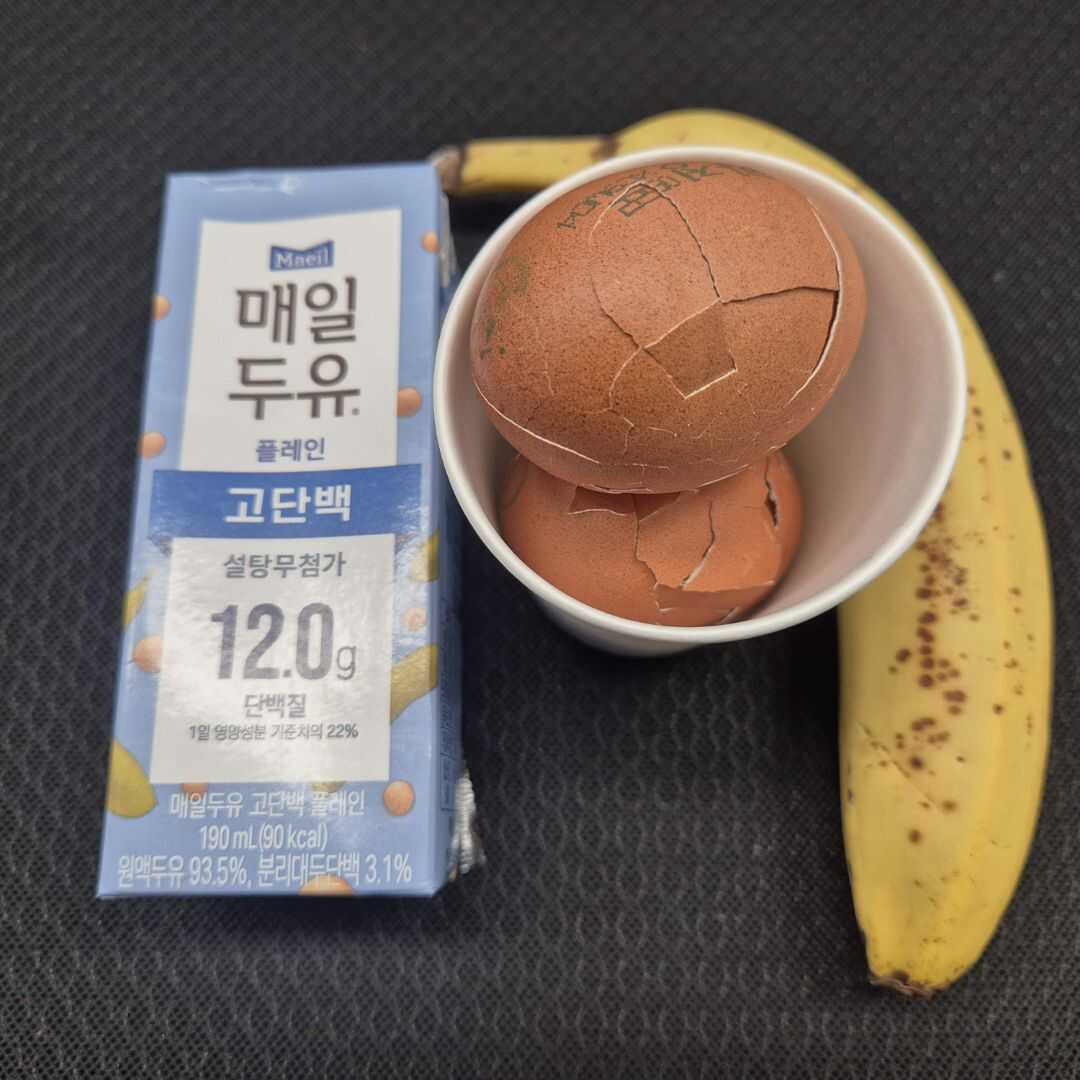 Maeil
매일
두유
플레인
고단백
설탕무첨가
12.0g
단백질
1일 영양성분 기준치의 22%
매일두유 고단백 플레인
190 mL(90 kcal)
원액두유 93.5%, 분리대두단백 3.1%